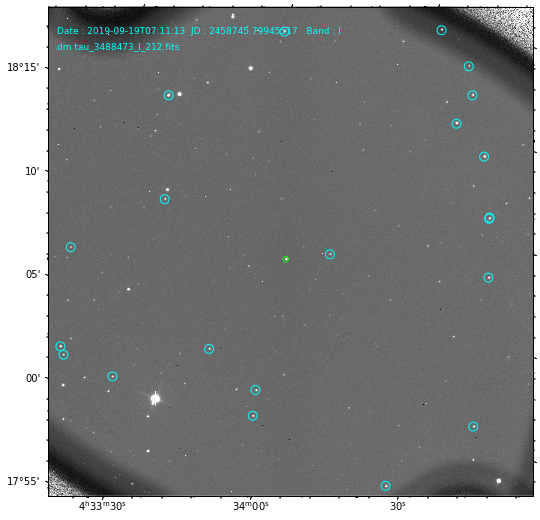 Date : 2019-09-19T07:11:13 JD : 2458745.79945917 Band : I
dm tau_3488473_I_212.fits
18°15'
10'
05'
00'
17°55'
4h33m30s
34m00s
30s